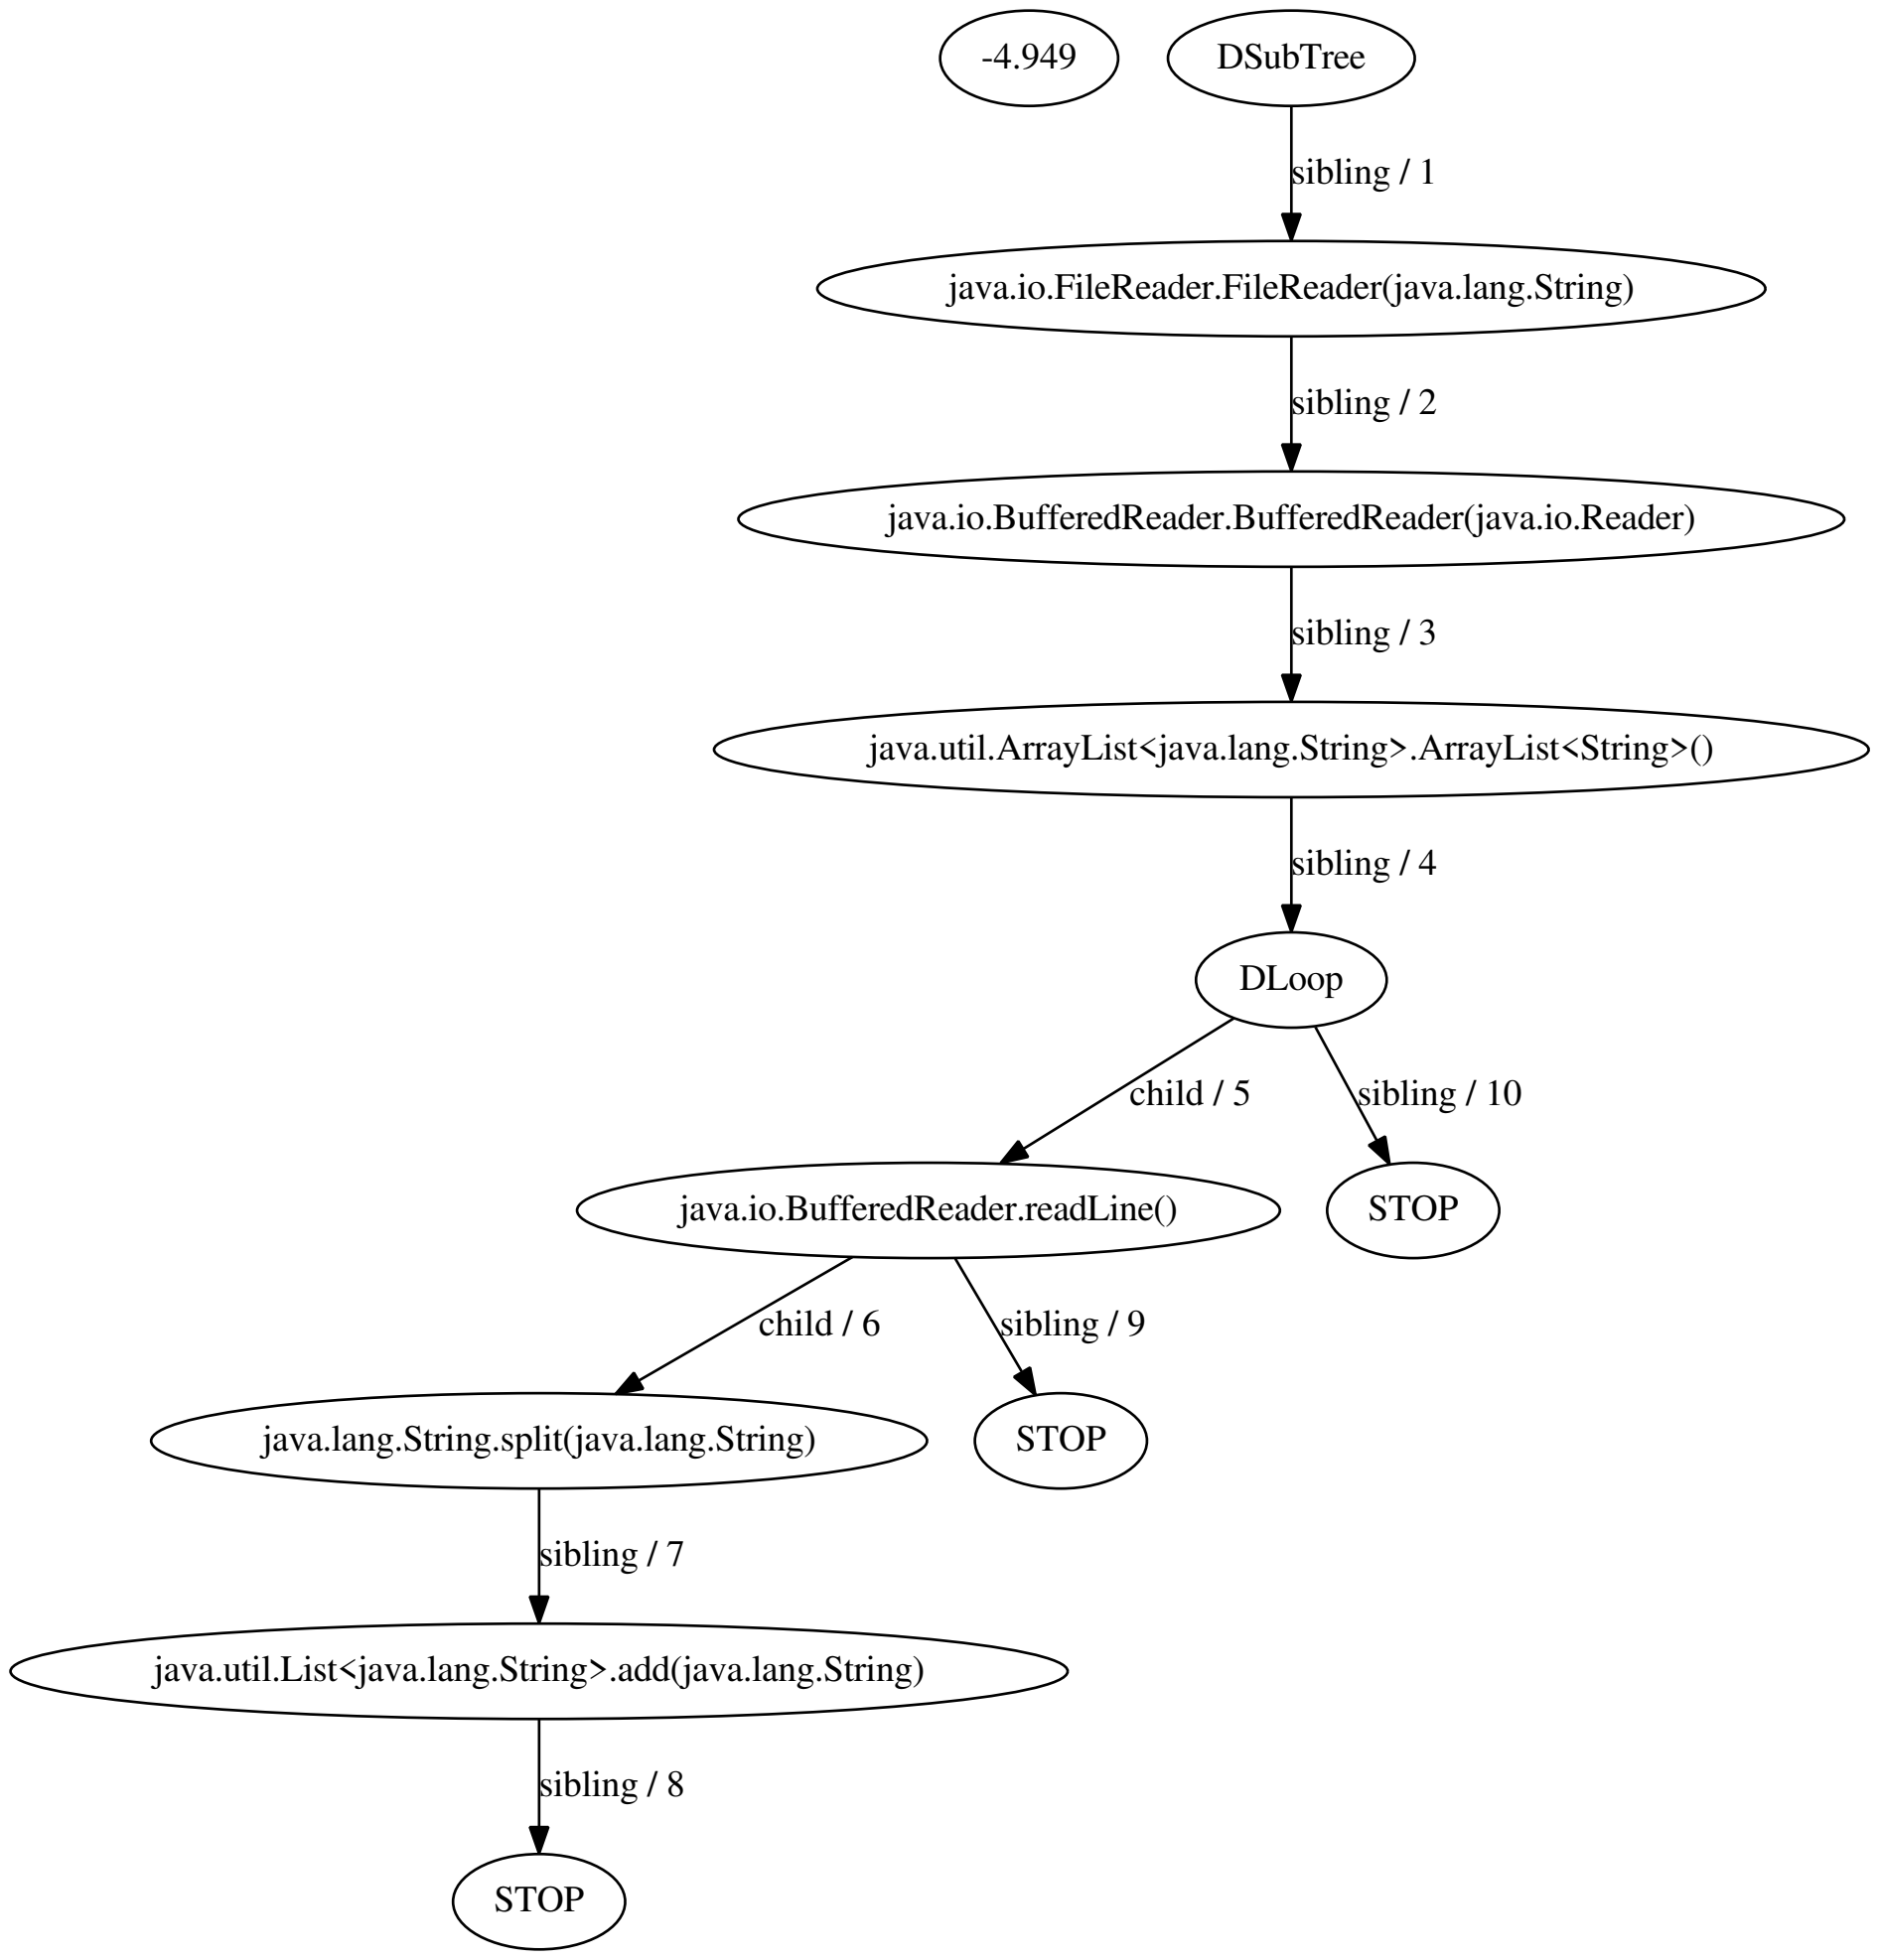 -4.949
DSubTree
sibling / 1
java.io.FileReader.FileReader(java.lang.String)
sibling / 2
java.io.BufferedReader.BufferedReader(java.io.Reader)
sibling / 3
java.util.ArrayList<java.lang.String>.ArrayList<String>()
sibling / 4
DLoop
child / 5
sibling / 10
java.io.BufferedReader.readLine()
STOP
child / 6
sibling / 9
java.lang.String.split(java.lang.String)
STOP
sibling / 7
java.util.List<java.lang.String>.add(java.lang.String)
sibling / 8
STOP